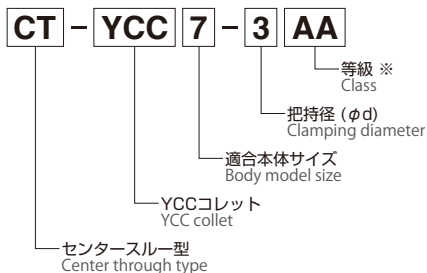 CT - YCC 7 - 3 AA
等級 ※
Class
把持径 (φd)
Clamping diameter
適合本体サイズ
Body model size
YCCコレット
YCC collet
センタースルー型
Center through type